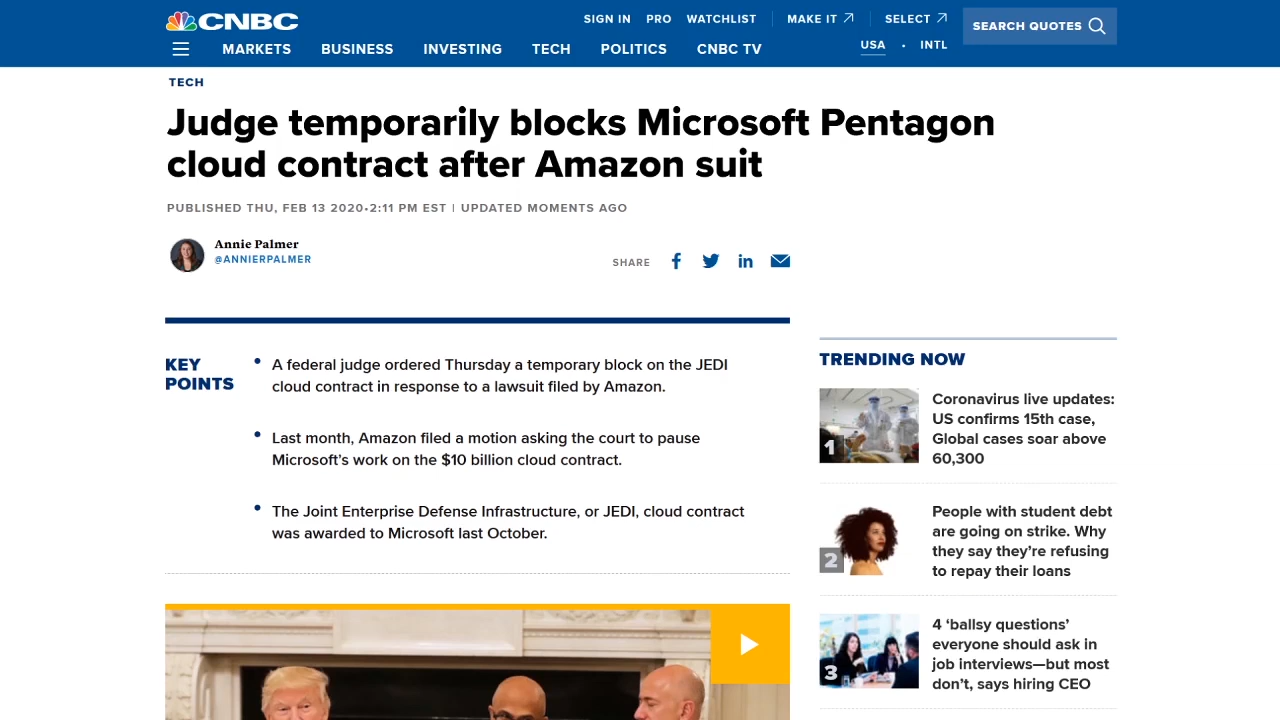 CNBC
SIGN IN PRO WATCHLIST MAKE IT SELECT
SEARCH QUOTES
USA • INTL
MARKETS BUSINESS INVESTING TECH POLITICS CNBC TV
TECH
Judge temporarily blocks Microsoft Pentagon
cloud contract after Amazon suit
PUBLISHED THU, FEB 13 2020•2:11 PM EST | UPDATED MOMENTS AGO
Annie Palmer
@ANNIERPALMER
SHARE
KEY
POINTS
• A federal judge ordered Thursday a temporary block on the JEDI
cloud contract in response to a lawsuit filed by Amazon.
• Last month, Amazon filed a motion asking the court to pause
Microsoft's work on the $10 billion cloud contract.
• The Joint Enterprise Defense Infrastructure, or JEDI, cloud contract
was awarded to Microsoft last October.
TRENDING NOW
1
Coronavirus live updates:
US confirms 15th case,
Global cases soar above
60,300
2
People with student debt
are going on strike. Why
they say they’re refusing
to repay their loans
3
4 ‘ballsy questions’
everyone should ask in
job interviews—but most
don’t, says hiring CEO